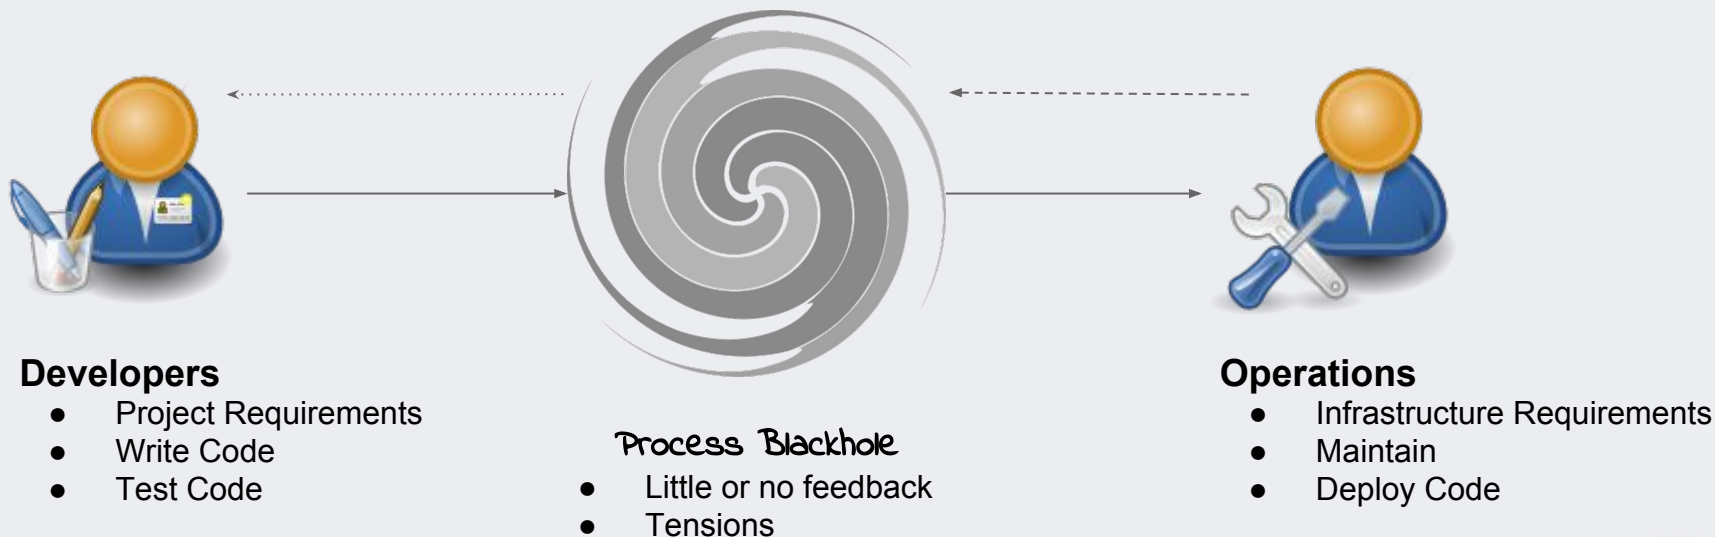 Developers
● Project Requirements
● Write Code
● Test Code
Process Blackhole
● Little or no feedback
● Tensions
Operations
● Infrastructure Requirements
● Maintain
● Deploy Code